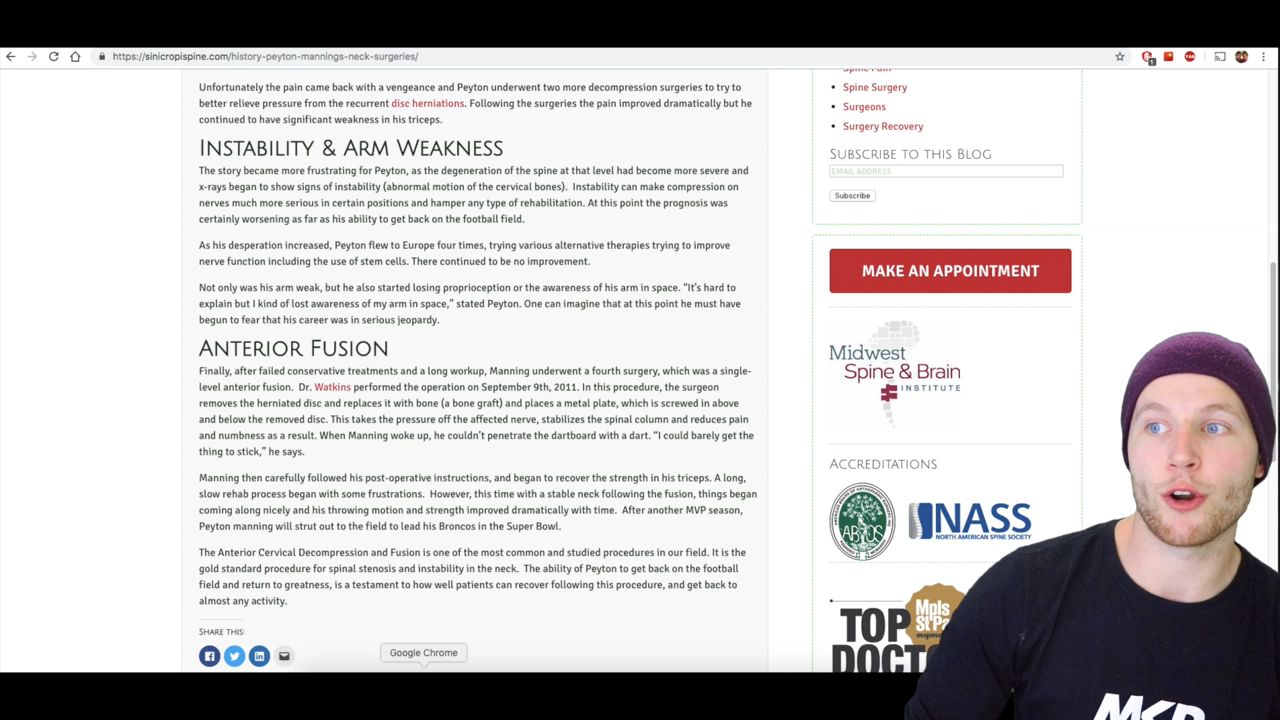 https://sinicropispine.com/history-peyton-mannings-neck-surgeries/
Unfortunately the pain came back with a vengeance and Peyton underwent two more decompression surgeries to try to
better relieve pressure from the recurrent disc herniations. Following the surgeries the pain improved dramatically but he
continued to have significant weakness in his triceps.
Instability & Arm Weakness
The story became more frustrating for Peyton, as the degeneration of the spine at that level had become more severe and
x-rays began to show signs of instability (abnormal motion of the cervical bones).  Instability can make compression on
nerves much more serious in certain positions and hamper any type of rehabilitation. At this point the prognosis was
certainly worsening as far as his ability to get back on the football field.
As his desperation increased, Peyton flew to Europe four times, trying various alternative therapies trying to improve
nerve function including the use of stem cells. There continued to be no improvement.
Not only was his arm weak, but he also started losing proprioception or the awareness of his arm in space. “It’s hard to
explain but I kind of lost awareness of my arm in space,” stated Peyton. One can imagine that at this point he must have
begun to fear that his career was in serious jeopardy.
Anterior Fusion
Finally, after failed conservative treatments and a long workup, Manning underwent a fourth surgery, which was a single-
level anterior fusion.  Dr. Watkins performed the operation on September 9th, 2011. In this procedure, the surgeon
removes the herniated disc and replaces it with bone (a bone graft) and places a metal plate, which is screwed in above
and below the removed disc. This takes the pressure off the affected nerve, stabilizes the spinal column and reduces pain
and numbness as a result. When Manning woke up, he couldn’t penetrate the dartboard with a dart. “I could barely get the
thing to stick,” he says.
Manning then carefully followed his post-operative instructions, and began to recover the strength in his triceps. A long,
slow rehab process began with some frustrations.  However, this time with a stable neck following the fusion, things began
coming along nicely and his throwing motion and strength improved dramatically with time.  After another MVP season,
Peyton manning will strut out to the field to lead his Broncos in the Super Bowl.
The Anterior Cervical Decompression and Fusion is one of the most common and studied procedures in our field. It is the
gold standard procedure for spinal stenosis and instability in the neck.  The ability of Peyton to get back on the football
field and return to greatness, is a testament to how well patients can recover following this procedure, and get back to
almost any activity.
Share this:
Google Chrome
Spine Pain
Spine Surgery
Surgeons
Surgery Recovery
Subscribe to this Blog
EMAIL ADDRESS
Subscribe
MAKE AN APPOINTMENT
Midwest
Spine & Brain
INSTITUTE
Accreditations
NASS
NORTH AMERICAN SPINE SOCIETY
Mpls
TOP